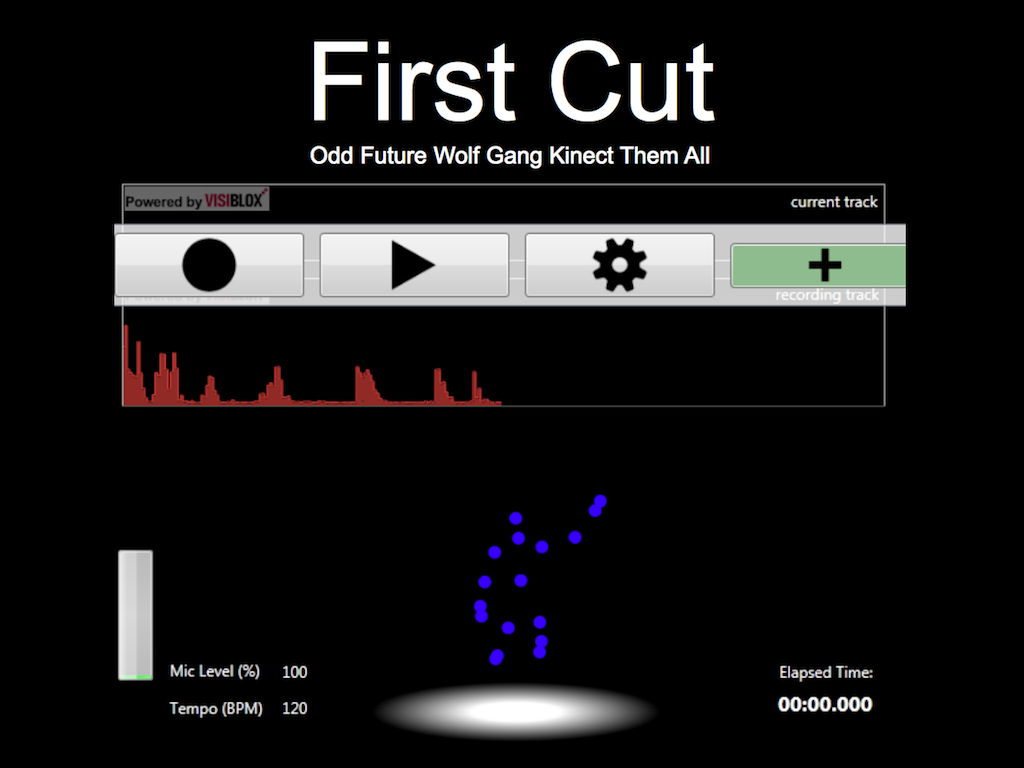 First Cut
Odd Future Wolf Gang Kinect Them All
Powered by VISIBLOX
current track
recording track
Mic Level (%) 100
Elapsed Time:
Tempo (BPM) 120
00:00.000